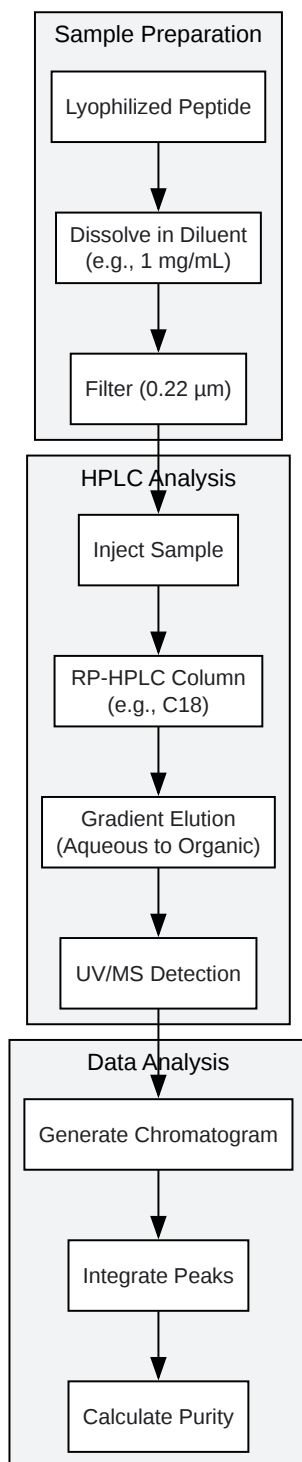 Sample Preparation
Lyophilized Peptide
Dissolve in Diluent
(e.g., 1 mg/mL)
Filter (0.22 µm)
HPLC Analysis
Inject Sample
RP-HPLC Column
(e.g., C18)
Gradient Elution
(Aqueous to Organic)
UV/MS Detection
Data Analysis
Generate Chromatogram
Integrate Peaks
Calculate Purity